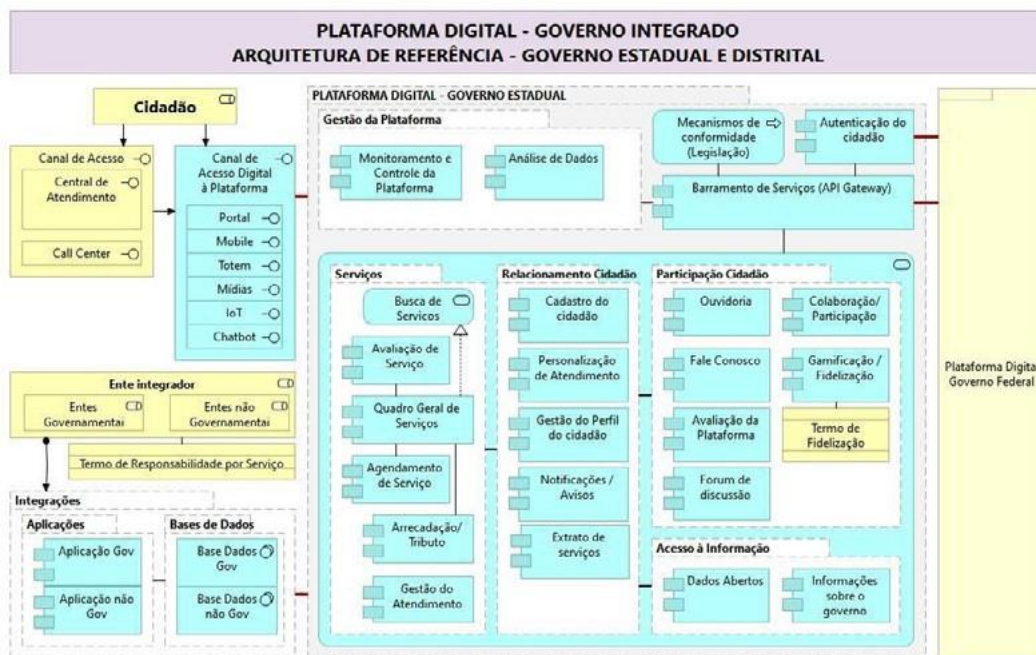 PLATAFORMA DIGITAL - GOVERNO INTEGRADO
ARQUITETURA DE REFERÊNCIA - GOVERNO ESTADUAL E DISTRITAL
Cidadão
Canal de Acesso
Central de
Atendimento
Call Center
Canal de
Acesso Digital
à Plataforma
Portal
Mobile
Totem
Mídias
IoT
Chatbot
Ente integrador
Entes
Governamentai
Entes não
Governamentai
Termo de Responsabilidade por Serviço
Integrações
Aplicações
Aplicação Gov
Aplicação não
Gov
Bases de Dados
Base Dados
Gov
Base Dados
não Gov
PLATAFORMA DIGITAL - GOVERNO ESTADUAL
Gestão da Plataforma
Monitoramento e
Controle da
Plataforma
Análise de Dados
Mecanismos de
conformidade
(Legislação)
Autenticação do
cidadão
Barramento de Serviços (API Gateway)
Serviços
Busca de
Servicos
Avaliação de
Serviço
Quadro Geral de
Serviços
Agendamento
de Serviço
Arrecadação/
Tributo
Gestão do
Atendimento
Relacionamento Cidadão
Cadastro do
cidadão
Personalização
de Atendimento
Gestão do Perfil
do cidadão
Notificações /
Avisos
Extrato de
serviços
Participação Cidadão
Ouvidoria
Colaboração/
Participação
Fale Conosco
Gamificação /
Fidelização
Avaliação da
Plataforma
Termo de
Fidelização
Forum de
discussão
Acesso à Informação
Dados Abertos
Informações
sobre o
governo
Plataforma Digita
Governo Federal